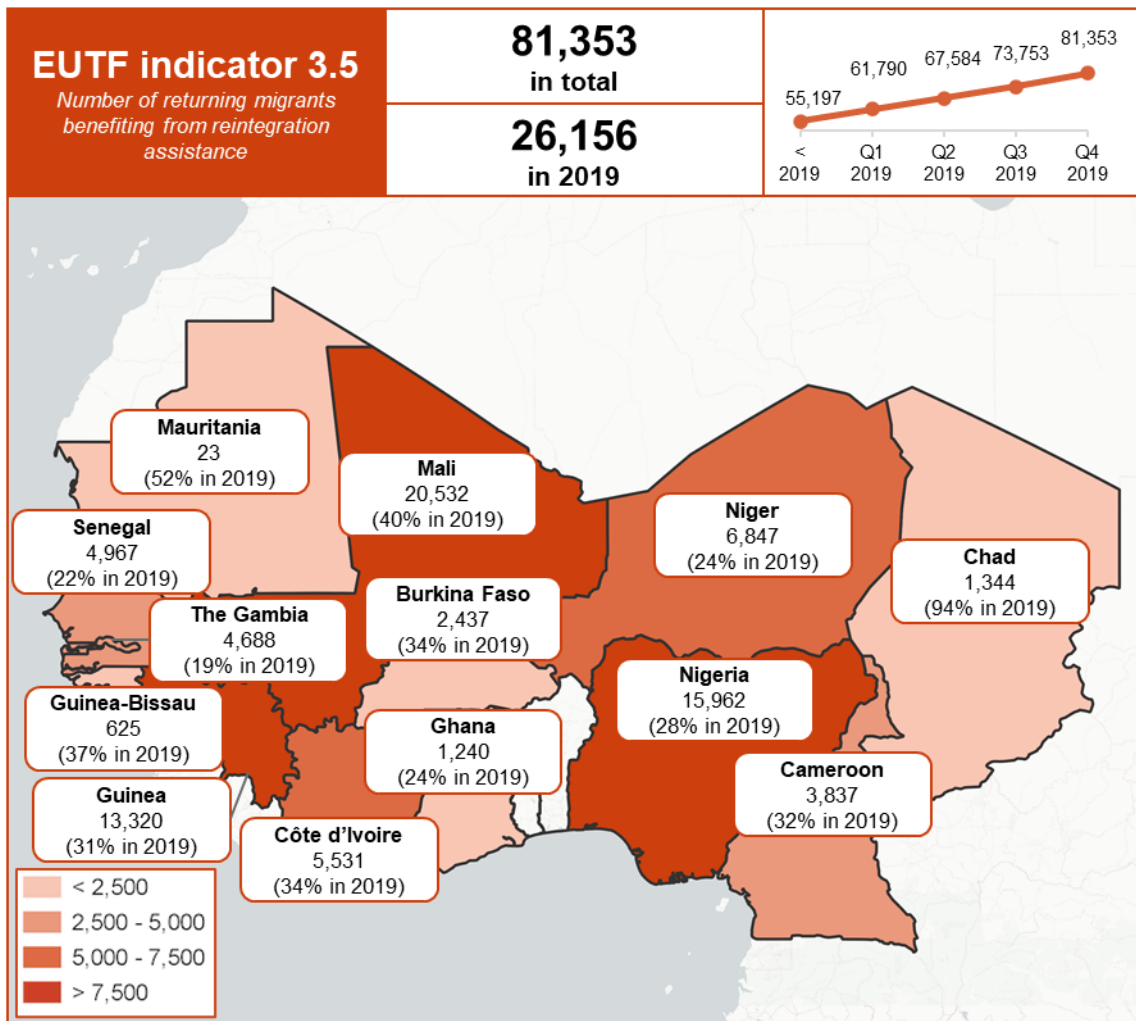 EUTF indicator 3.5
Number of returning migrants
benefiting from reintegration
assistance
81,353
in total
26,156
in 2019
55,197
61,790
67,584
73,753
81,353
<
2019
Q1
2019
Q2
2019
Q3
2019
Q4
2019
Mauritania
23
(52% in 2019)
Mali
20,532
(40% in 2019)
Niger
6,847
(24% in 2019)
Chad
1,344
(94% in 2019)
Senegal
4,967
(22% in 2019)
The Gambia
4,688
(19% in 2019)
Burkina Faso
2,437
(34% in 2019)
Nigeria
15,962
(28% in 2019)
Guinea-Bissau
625
(37% in 2019)
Ghana
1,240
(24% in 2019)
Cameroon
3,837
(32% in 2019)
Guinea
13,320
(31% in 2019)
Côte d’Ivoire
5,531
(34% in 2019)
< 2,500
2,500 - 5,000
5,000 - 7,500
> 7,500